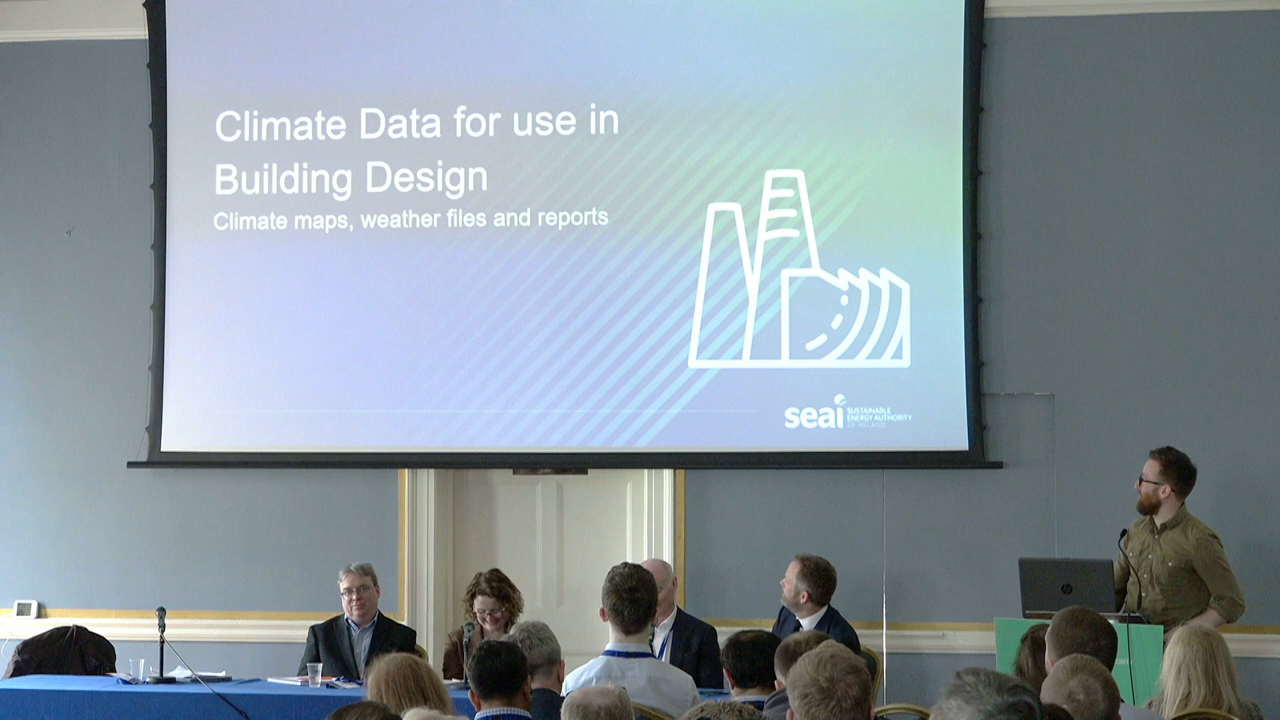 Climate Data for use in
Building Design
Climate maps, weather files and reports
seai
SUSTAINABLE
ENERGY AUTHORITY
OF IRELAND
hp